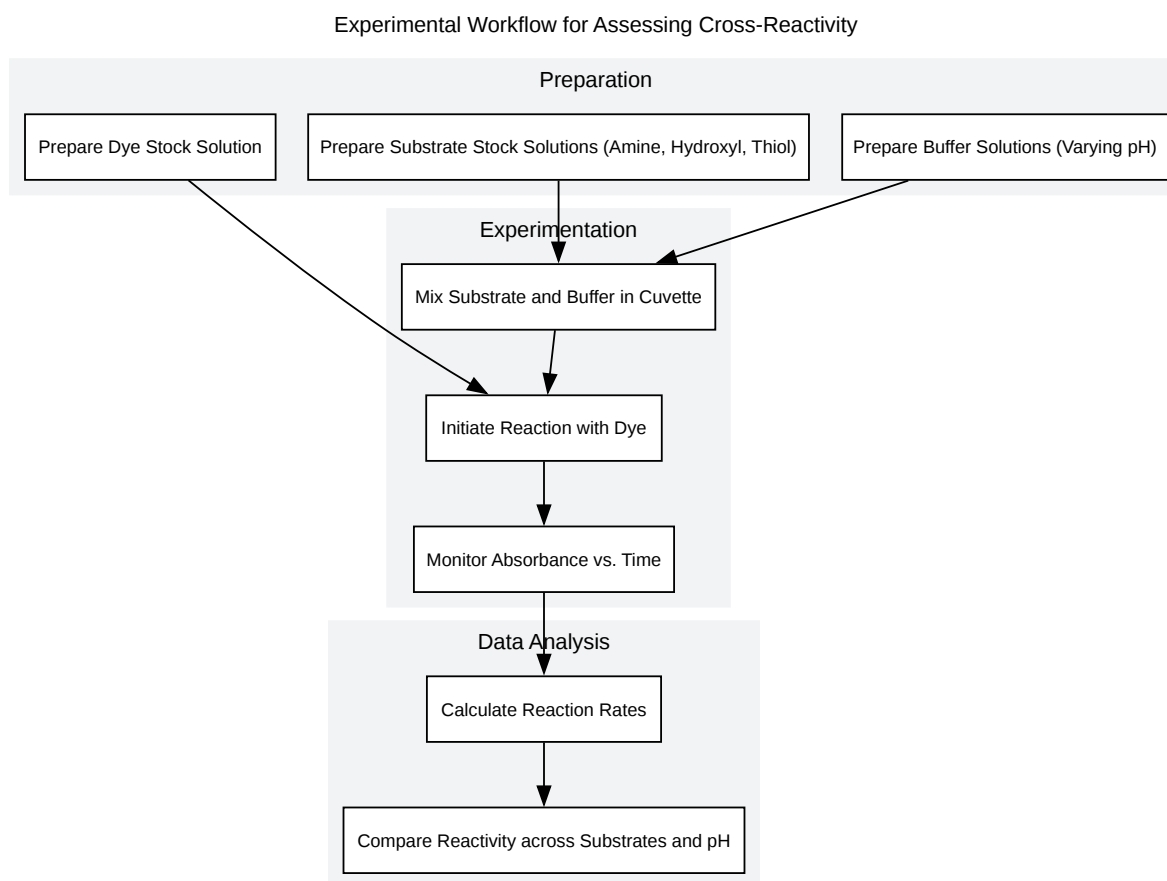 Experimental Workflow for Assessing Cross-Reactivity
Preparation
Prepare Dye Stock Solution
Prepare Substrate Stock Solutions (Amine, Hydroxyl, Thiol)
Prepare Buffer Solutions (Varying pH)
Experimentation
Mix Substrate and Buffer in Cuvette
Initiate Reaction with Dye
Monitor Absorbance vs. Time
Data Analysis
Calculate Reaction Rates
Compare Reactivity across Substrates and pH